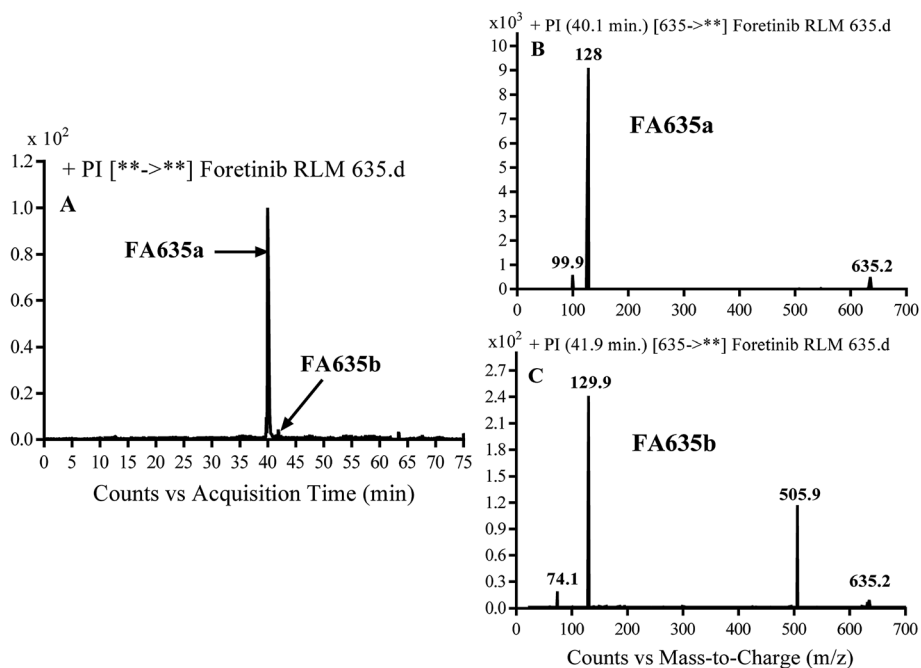 x 10²
+ PI [**->**] Foretinib RLM 635.d
A
1.2
1.0
0.8
0.6
0.4
0.2
0.0
FA635a
FA635b
0 5 10 15 20 25 30 35 40 45 50 55 60 65 70 75
Counts vs Acquisition Time (min)
x10³ + PI (40.1 min.) [635->**] Foretinib RLM 635.d
B
10
9
8
7
6
5
4
3
2
1
0
128
FA635a
99.9
635.2
0 100 200 300 400 500 600 700
x10² + PI (41.9 min.) [635->**] Foretinib RLM 635.d
C
2.7
2.4
2.1
1.8
1.5
1.2
0.9
0.6
0.3
0.0
129.9
FA635b
505.9
74.1
635.2
0 100 200 300 400 500 600 700
Counts vs Mass-to-Charge (m/z)